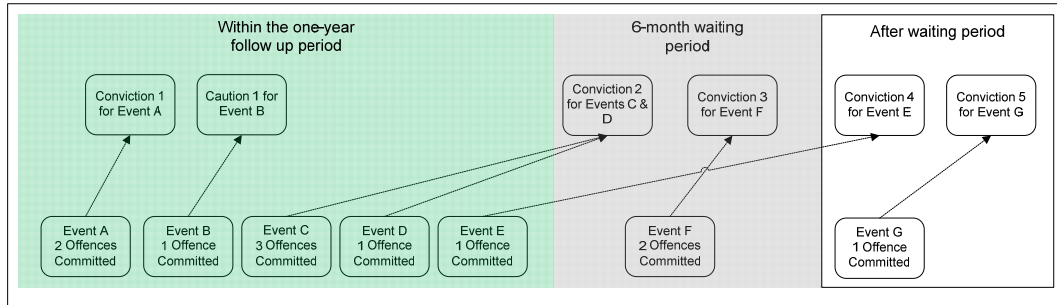 Within the one-year
follow up period
6-month waiting
period
After waiting period
Conviction 1
for Event A
Caution 1 for
Event B
Conviction 2
for Events C &
D
Conviction 3
for Event F
Conviction 4
for Event E
Conviction 5
for Event G
Event A
2 Offences
Committed
Event B
1 Offence
Committed
Event C
3 Offences
Committed
Event D
1 Offence
Committed
Event E
1 Offence
Committed
Event F
2 Offences
Committed
Event G
1 Offence
Committed